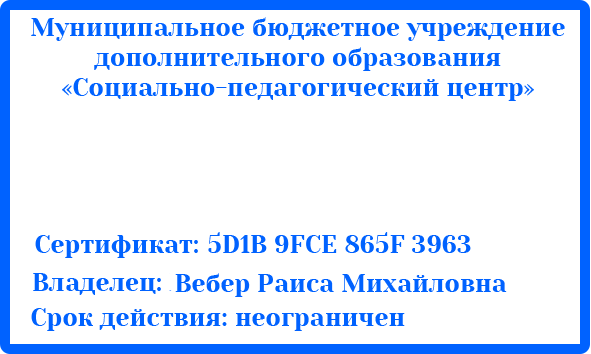 Муниципальное бюджетное учреждение
дополнительного образования
«Социально-педагогический центр»
Сертификат: 5D1B 9FCE 865F 3963
Владелец: Вебер Раиса Михайловна
Срок действия: неограничен